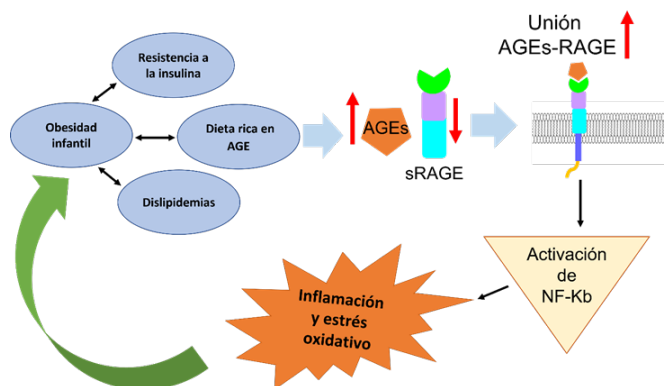 Resistencia a
la insulina
Obesidad
infantil
Dieta rica en
AGE
Dislipidemias
AGEs
sRAGE
Unión
AGEs-RAGE
Activación
de
NF-Kb
Inflamación
y estrés
oxidativo